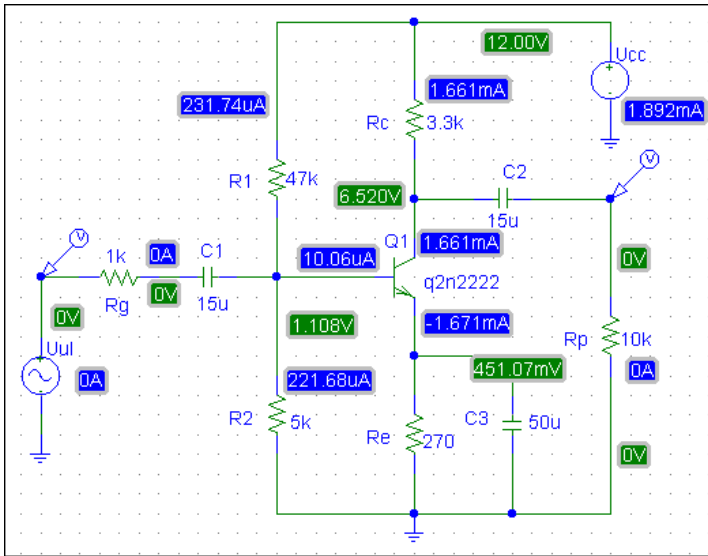 12.00V
Ucc
1.892mA
231.74uA
1.661mA
Rc
3.3k
R1
47k
6.520V
C2
15u
V
V
1k
0A
C1
Q1
1.661mA
10.06uA
0V
15u
Rg
q2n2222
0V
0V
1.108V
-1.671mA
Uul
0A
Rp
10k
0A
451.07mV
221.68uA
R2
5k
Re
270
C3
50u
0V